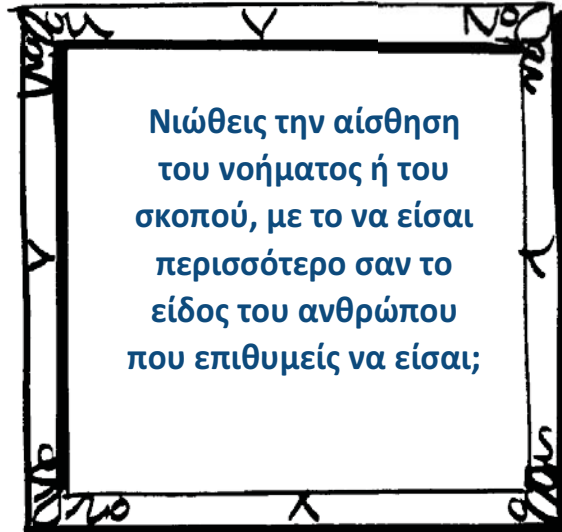 Νιώθεις την αίσθηση
του νοήματος ή του
σκοπού, με το να είσαι
περισσότερο σαν το
είδος του ανθρώπου
που επιθυμείς να είσαι;